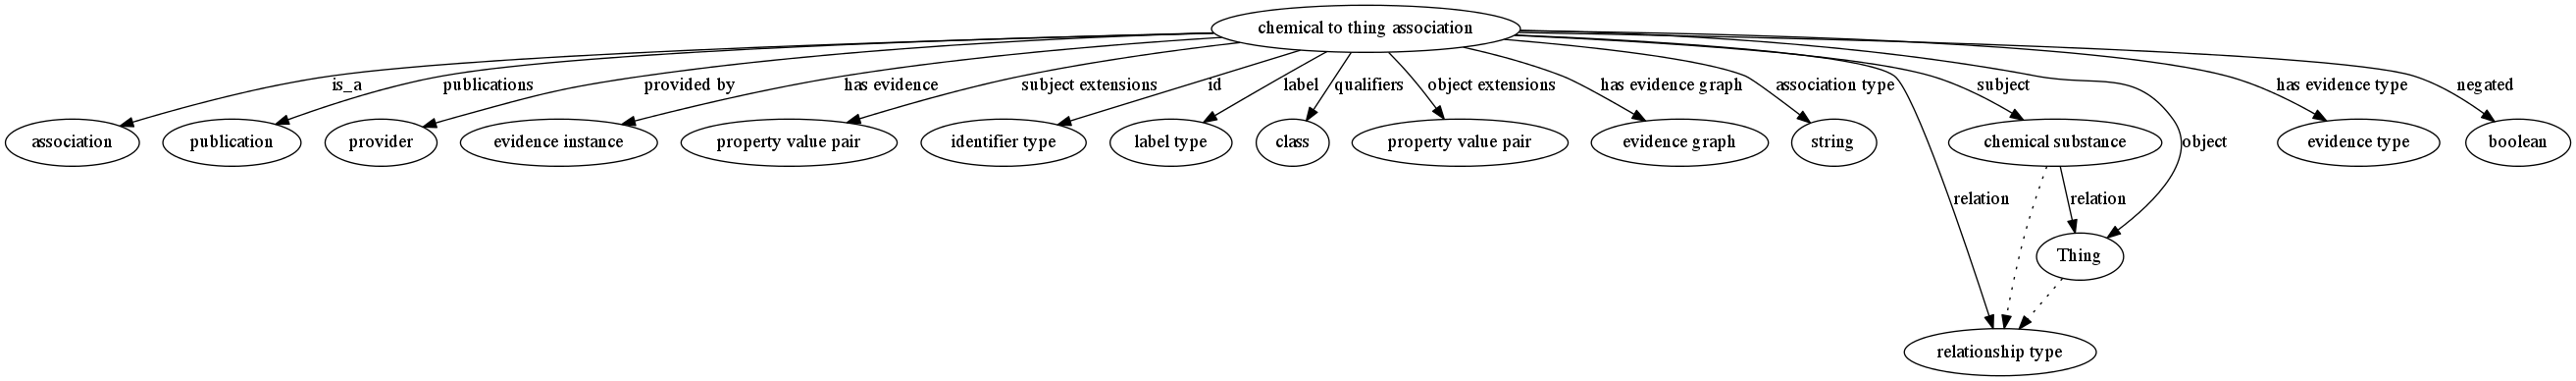 chemical to thing association
is_a
publications
provided by
has evidence
subject extensions
id
label
qualifiers
object extensions
has evidence graph
association type
subject
has evidence type
negated
association
publication
provider
evidence instance
property value pair
identifier type
label type
class
property value pair
evidence graph
string
chemical substance
object
evidence type
boolean
relation
relation
Thing
relationship type